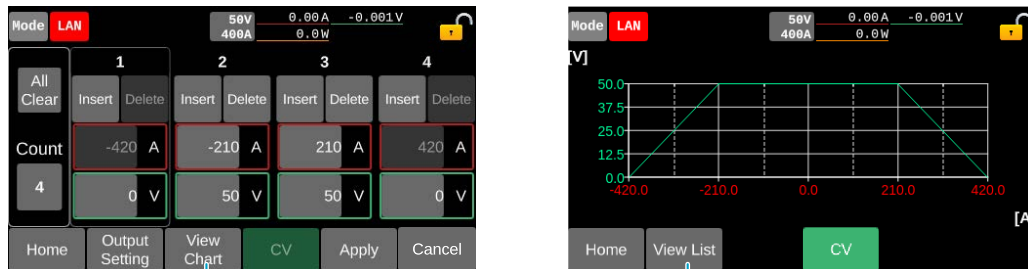 Mode LAN 50V 0.00A -0.001V
400A 0.0W
1 2 3 4
All Clear Insert Delete Insert Delete Insert Delete Insert Delete
Count -420 A -210 A 210 A 420 A
4 0 V 50 V 50 V 0 V
Home Output Setting View Chart CV Apply Cancel
Mode LAN 50V 0.00A -0.001V
400A 0.0W
[V]
50.0
37.5
25.0
12.5
0.0
-420.0 -210.0 0.0 210.0 420.0
[A
Home View List CV